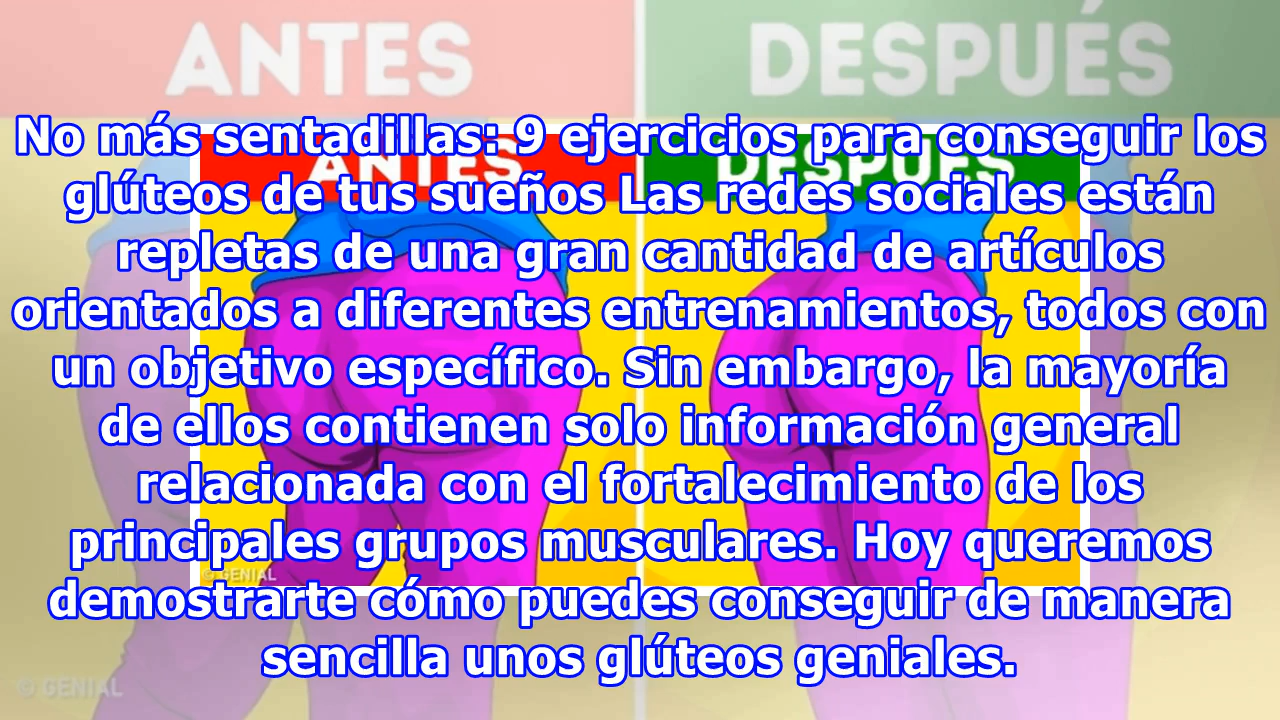 ANTES
DESPUÉS
No más sentadillas: 9 ejercicios para conseguir los
ANTES
DESPUÉS
glúteos de tus sueños Las redes sociales están
repletas de una gran cantidad de artículos
orientados a diferentes entrenamientos, todos con
un objetivo específico. Sin embargo, la mayoría
de ellos contienen solo información general
relacionada con el fortalecimiento de los
principales grupos musculares. Hoy queremos
© GENIAL
demostrarte cómo puedes conseguir de manera
sencilla unos glúteos geniales.
© GENIAL